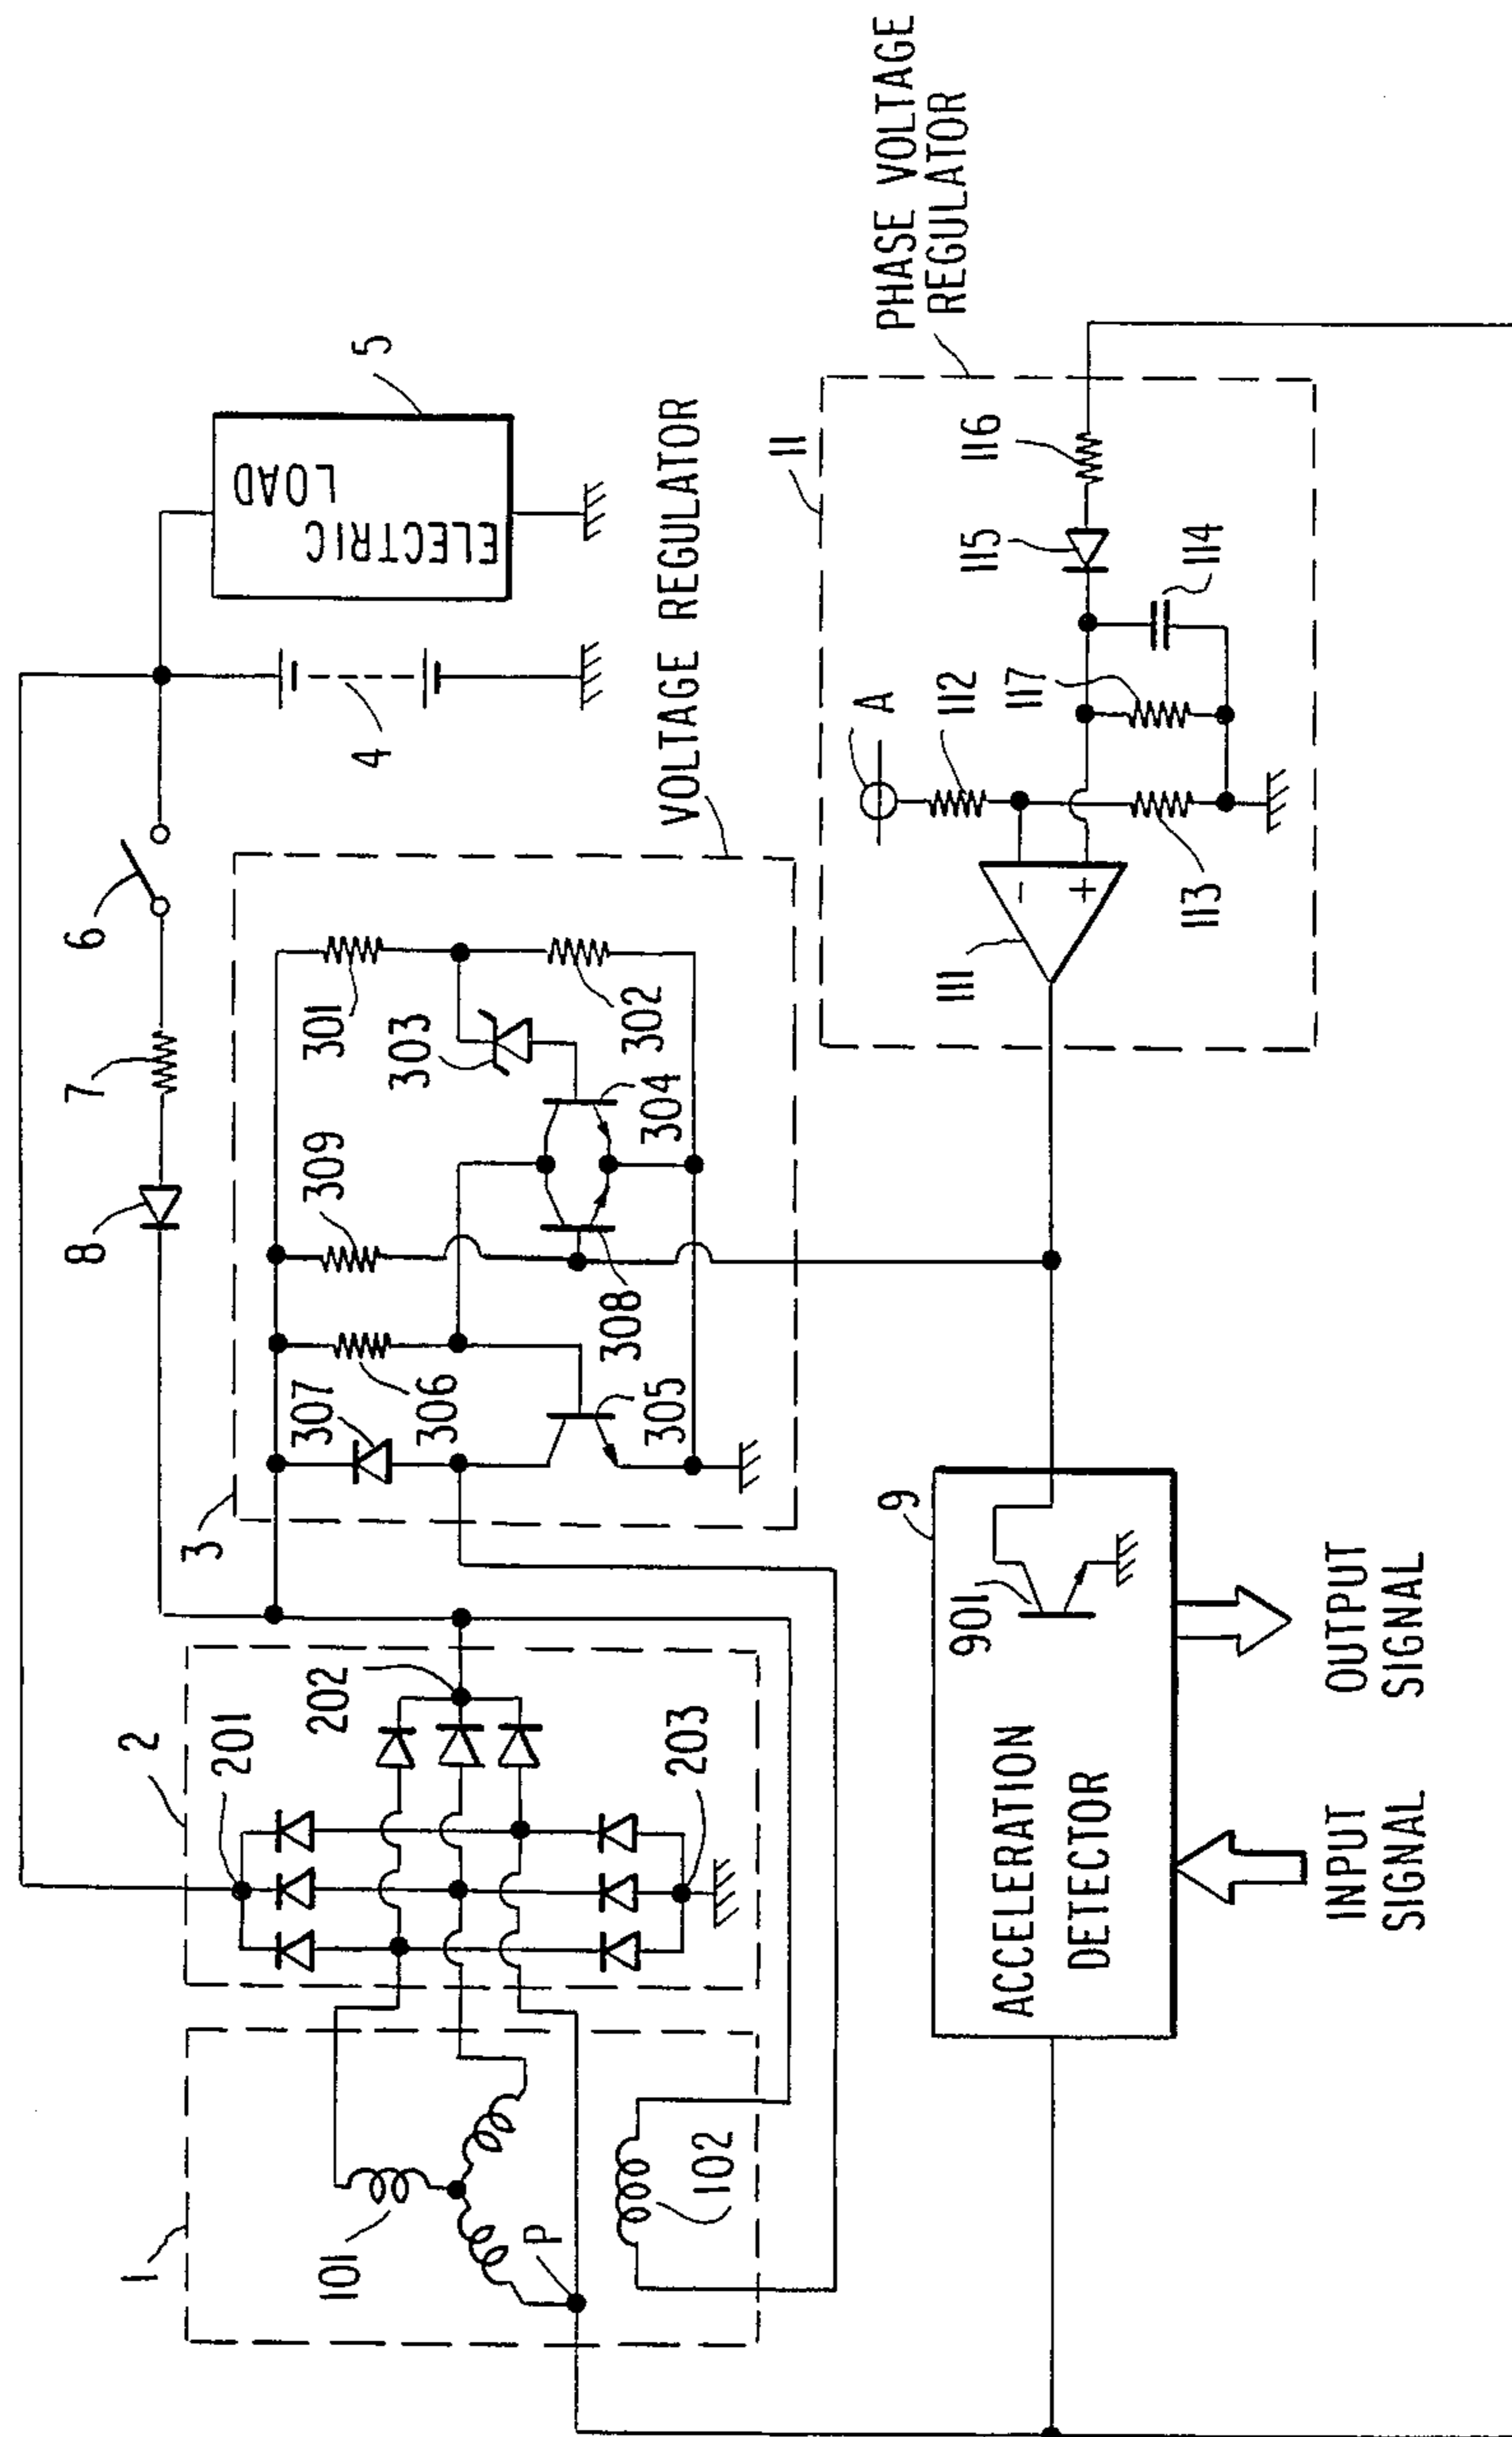 5
ELECTRIC
LOAD
6
7
8
4
VOLTAGE REGULATOR
3
301
302
303
304
309
308
306
307
305
2
201
202
203
1
101
102
P
PHASE VOLTAGE
REGULATOR
11
116
115
114
117
A
112
113
111
-
+
9
901
ACCELERATION
DETECTOR
INPUT
SIGNAL
OUTPUT
SIGNAL